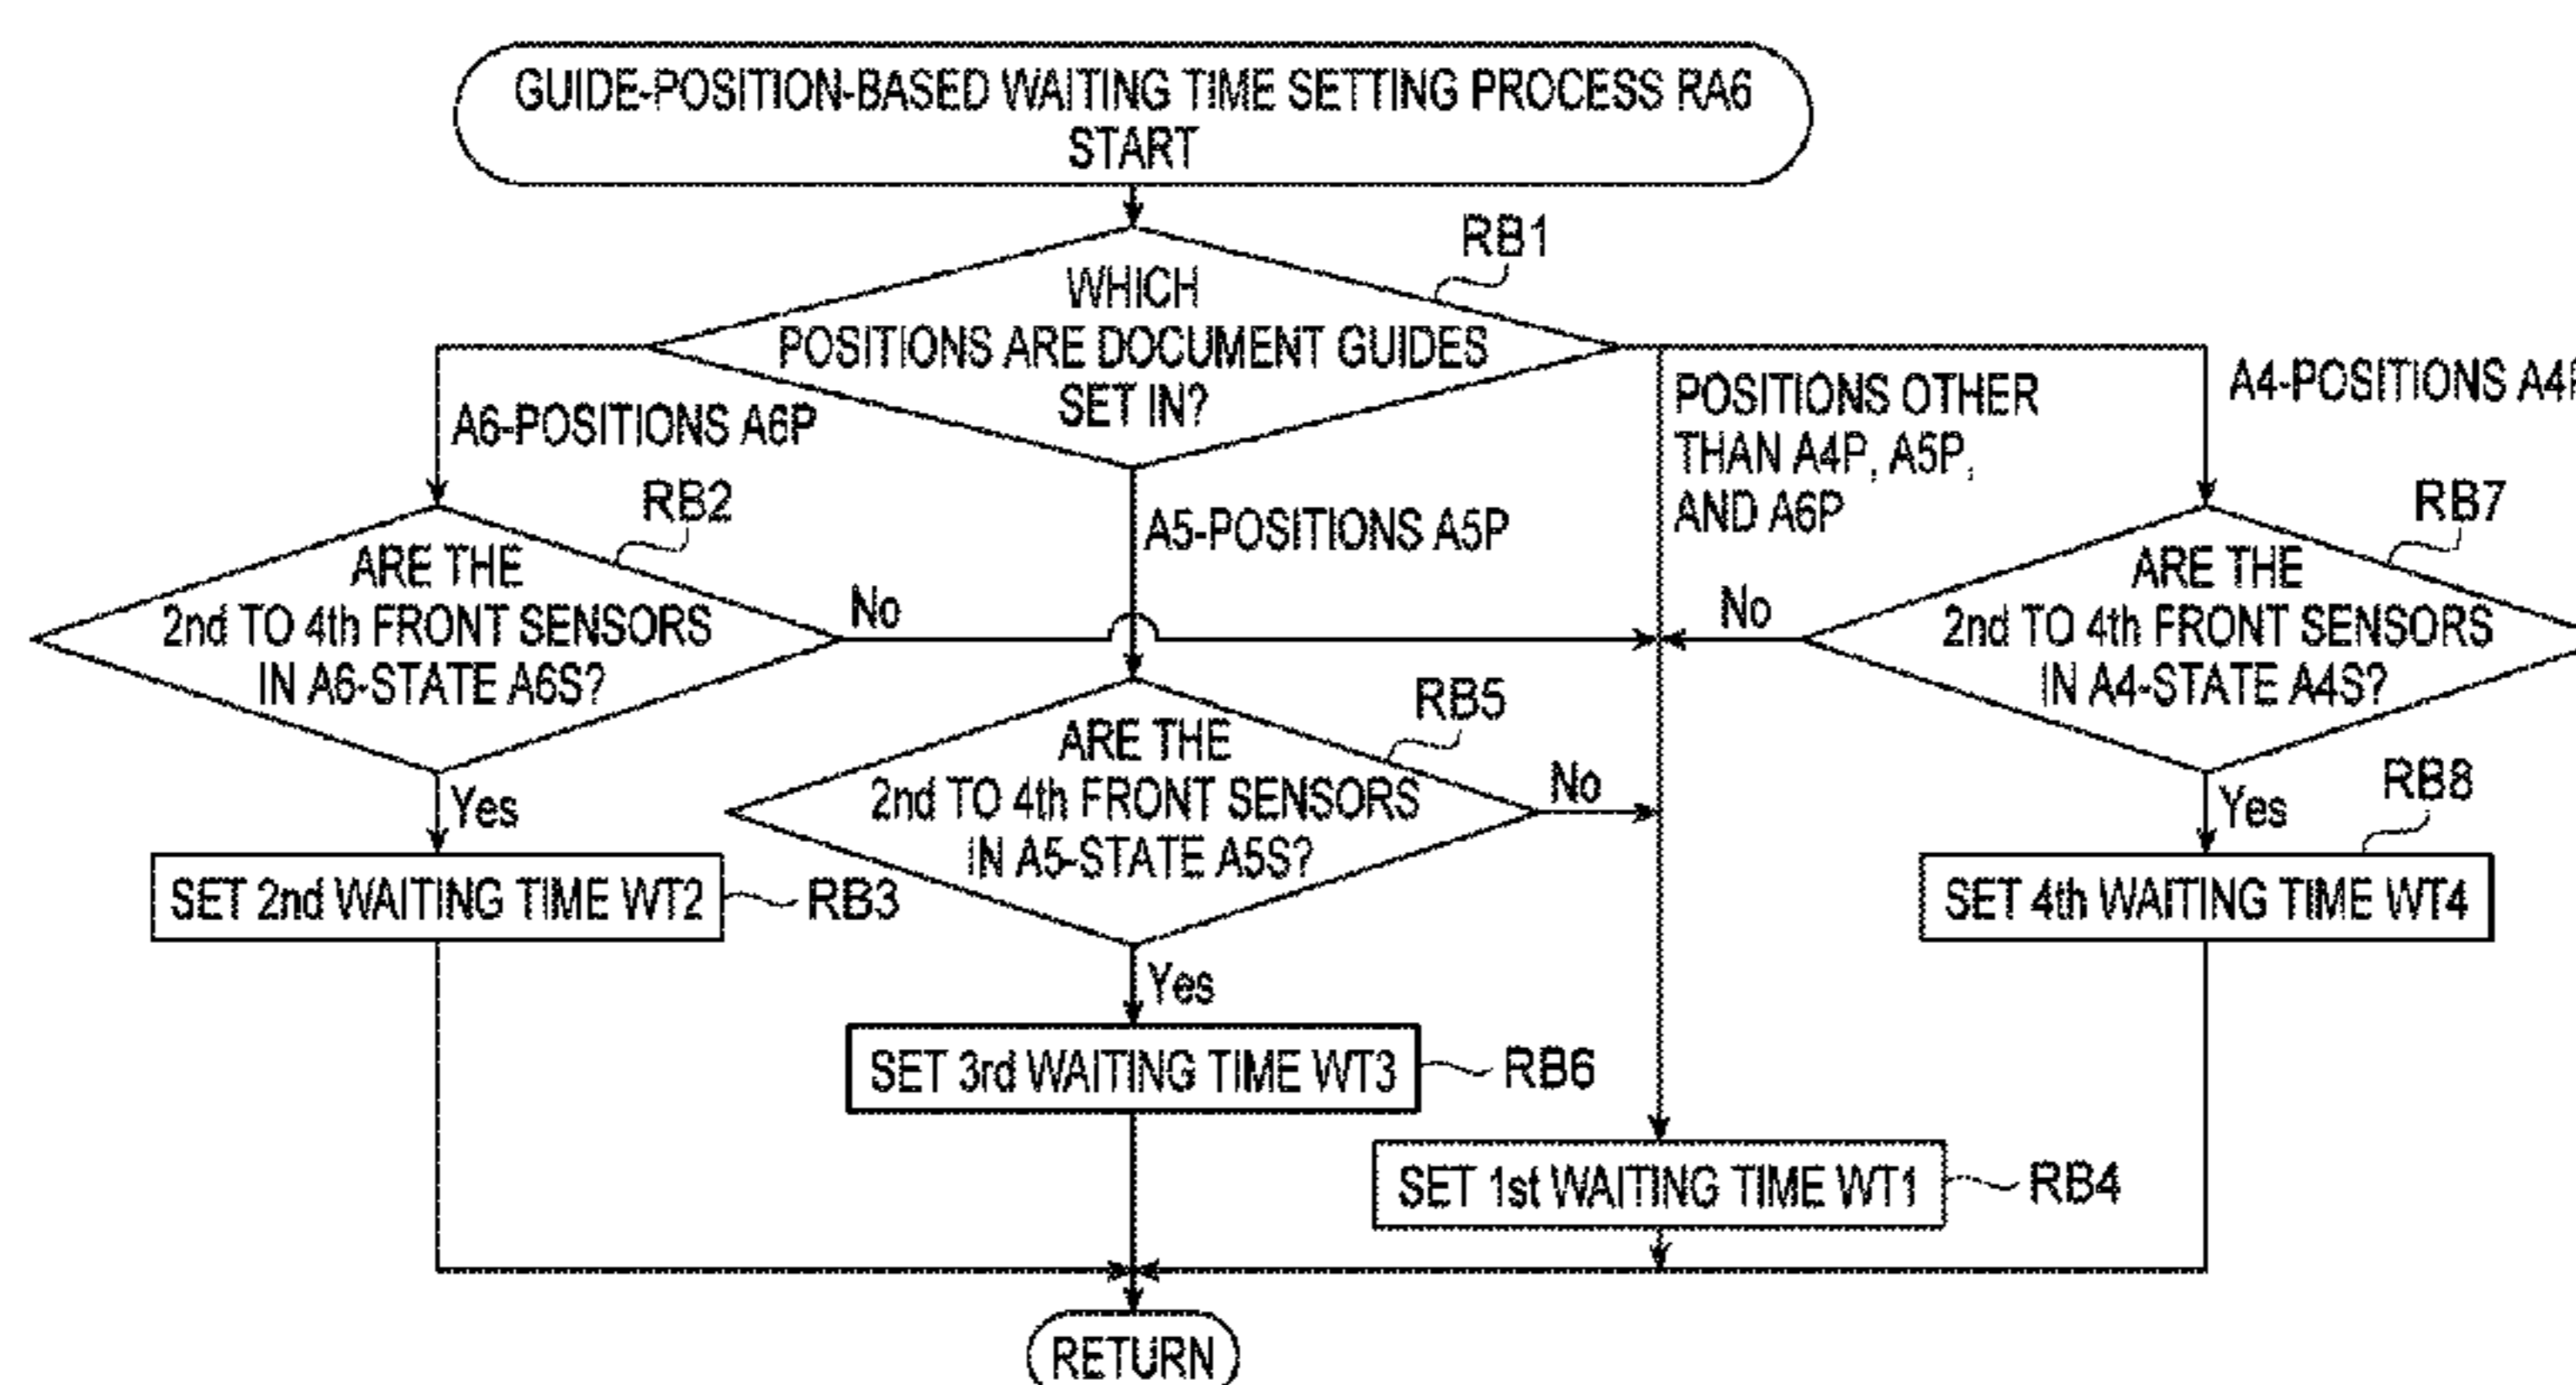 GUIDE-POSITION-BASED WAITING TIME SETTING PROCESS RA6
START
RB1
WHICH
POSITIONS ARE DOCUMENT GUIDES
SET IN?
A6-POSITIONS A6P
A5-POSITIONS A5P
POSITIONS OTHER
THAN A4P, A5P,
AND A6P
A4-POSITIONS A4P
RB2
ARE THE
2nd TO 4th FRONT SENSORS
IN A6-STATE A6S?
No
Yes
SET 2nd WAITING TIME WT2
RB3
RB5
ARE THE
2nd TO 4th FRONT SENSORS
IN A5-STATE A5S?
No
Yes
SET 3rd WAITING TIME WT3
RB6
RB7
ARE THE
2nd TO 4th FRONT SENSORS
IN A4-STATE A4S?
No
Yes
RB8
SET 4th WAITING TIME WT4
SET 1st WAITING TIME WT1
RB4
RETURN